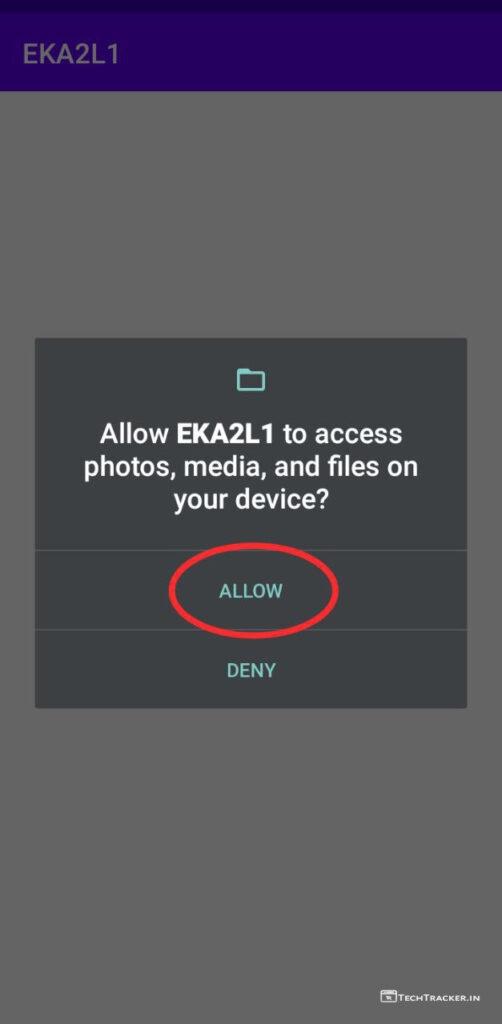 EKA2L1
Allow EKA2L1 to access
photos, media, and files on
your device?
ALLOW
DENY
TECHTRACKER.IN